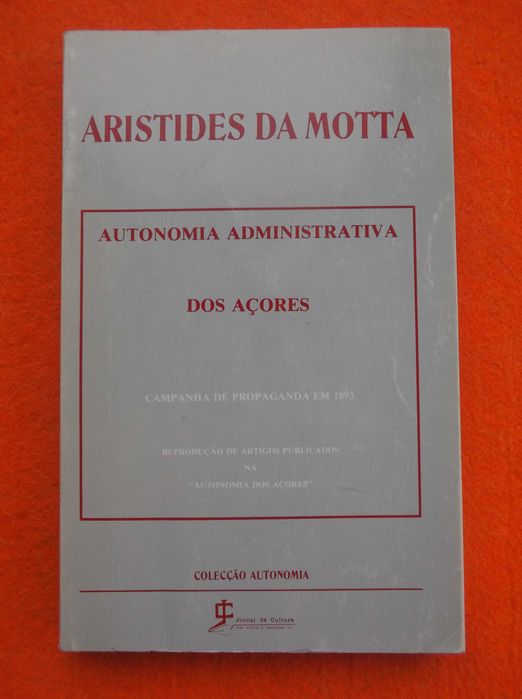 ARISTIDES DA MOTTA
AUTONOMIA ADMINISTRATIVA
DOS AÇORES
CAMPANHA DE PROPAGANDA EM 1893
REPRODUÇÃO DE ARTIGOS PUBLICADOS
NA
"AUTONOMIA DOS AÇORES"
COLECÇÃO AUTONOMIA
Jornal de Cultura